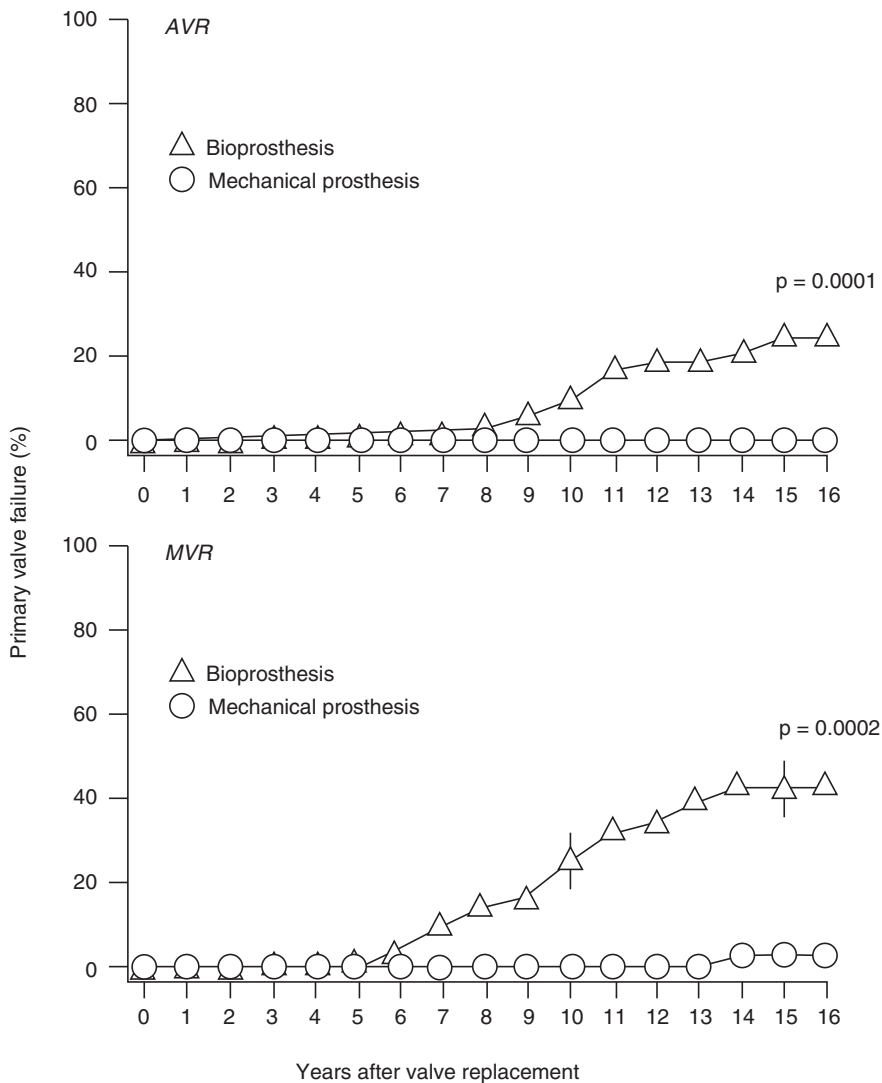 Primary valve failure (%)
AVR
100
80
60
40
20
0
Bioprosthesis
Mechanical prosthesis
p = 0.0001
0 1 2 3 4 5 6 7 8 9 10 11 12 13 14 15 16
MVR
100
80
60
40
20
0
Bioprosthesis
Mechanical prosthesis
p = 0.0002
0 1 2 3 4 5 6 7 8 9 10 11 12 13 14 15 16
Years after valve replacement